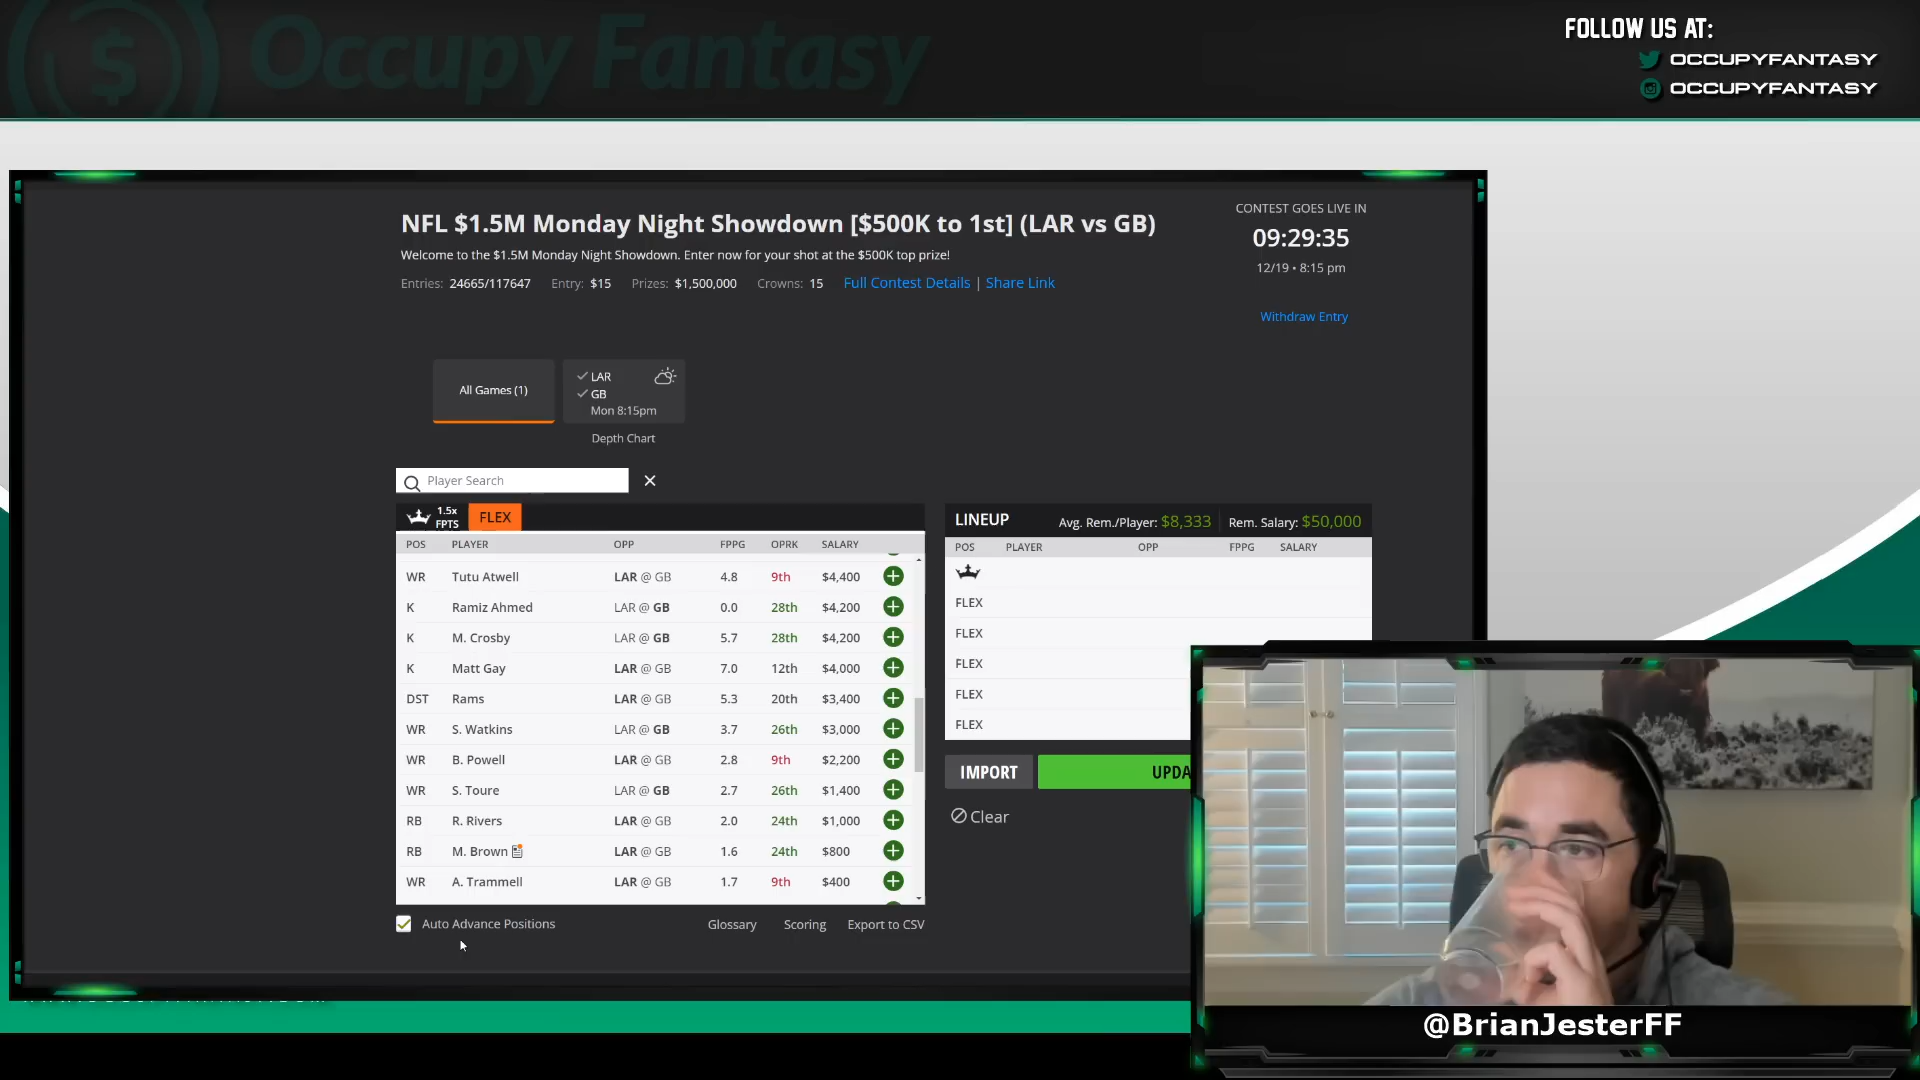 Occupy Fantasy
FOLLOW US AT:
OCCUPYFANTASY
OCCUPYFANTASY
NFL $1.5M Monday Night Showdown [$500K to 1st] (LAR vs GB)
Welcome to the $1.5M Monday Night Showdown. Enter now for your shot at the $500K top prize!
Entries: 24665/117647 Entry: $15 Prizes: $1,500,000 Crowns: 15 Full Contest Details | Share Link
CONTEST GOES LIVE IN
09:29:35
12/19 • 8:15 pm
Withdraw Entry
All Games (1)
LAR
GB
Mon 8:15pm
Depth Chart
Player Search
1.5x
FPTS
FLEX
POS PLAYER OPP FPPG OPRK SALARY
WR Tutu Atwell LAR @ GB 4.8 9th $4,400
K Ramiz Ahmed LAR @ GB 0.0 28th $4,200
K M. Crosby LAR @ GB 5.7 28th $4,200
K Matt Gay LAR @ GB 7.0 12th $4,000
DST Rams LAR @ GB 5.3 20th $3,400
WR S. Watkins LAR @ GB 3.7 26th $3,000
WR B. Powell LAR @ GB 2.8 9th $2,200
WR S. Toure LAR @ GB 2.7 26th $1,400
RB R. Rivers LAR @ GB 2.0 24th $1,000
RB M. Brown LAR @ GB 1.6 24th $800
WR A. Trammell LAR @ GB 1.7 9th $400
Auto Advance Positions Glossary Scoring Export to CSV
LINEUP Avg. Rem./Player: $8,333 Rem. Salary: $50,000
POS PLAYER OPP FPPG SALARY
FLEX
FLEX
FLEX
FLEX
FLEX
IMPORT UPDA
Clear
@BrianJesterFF